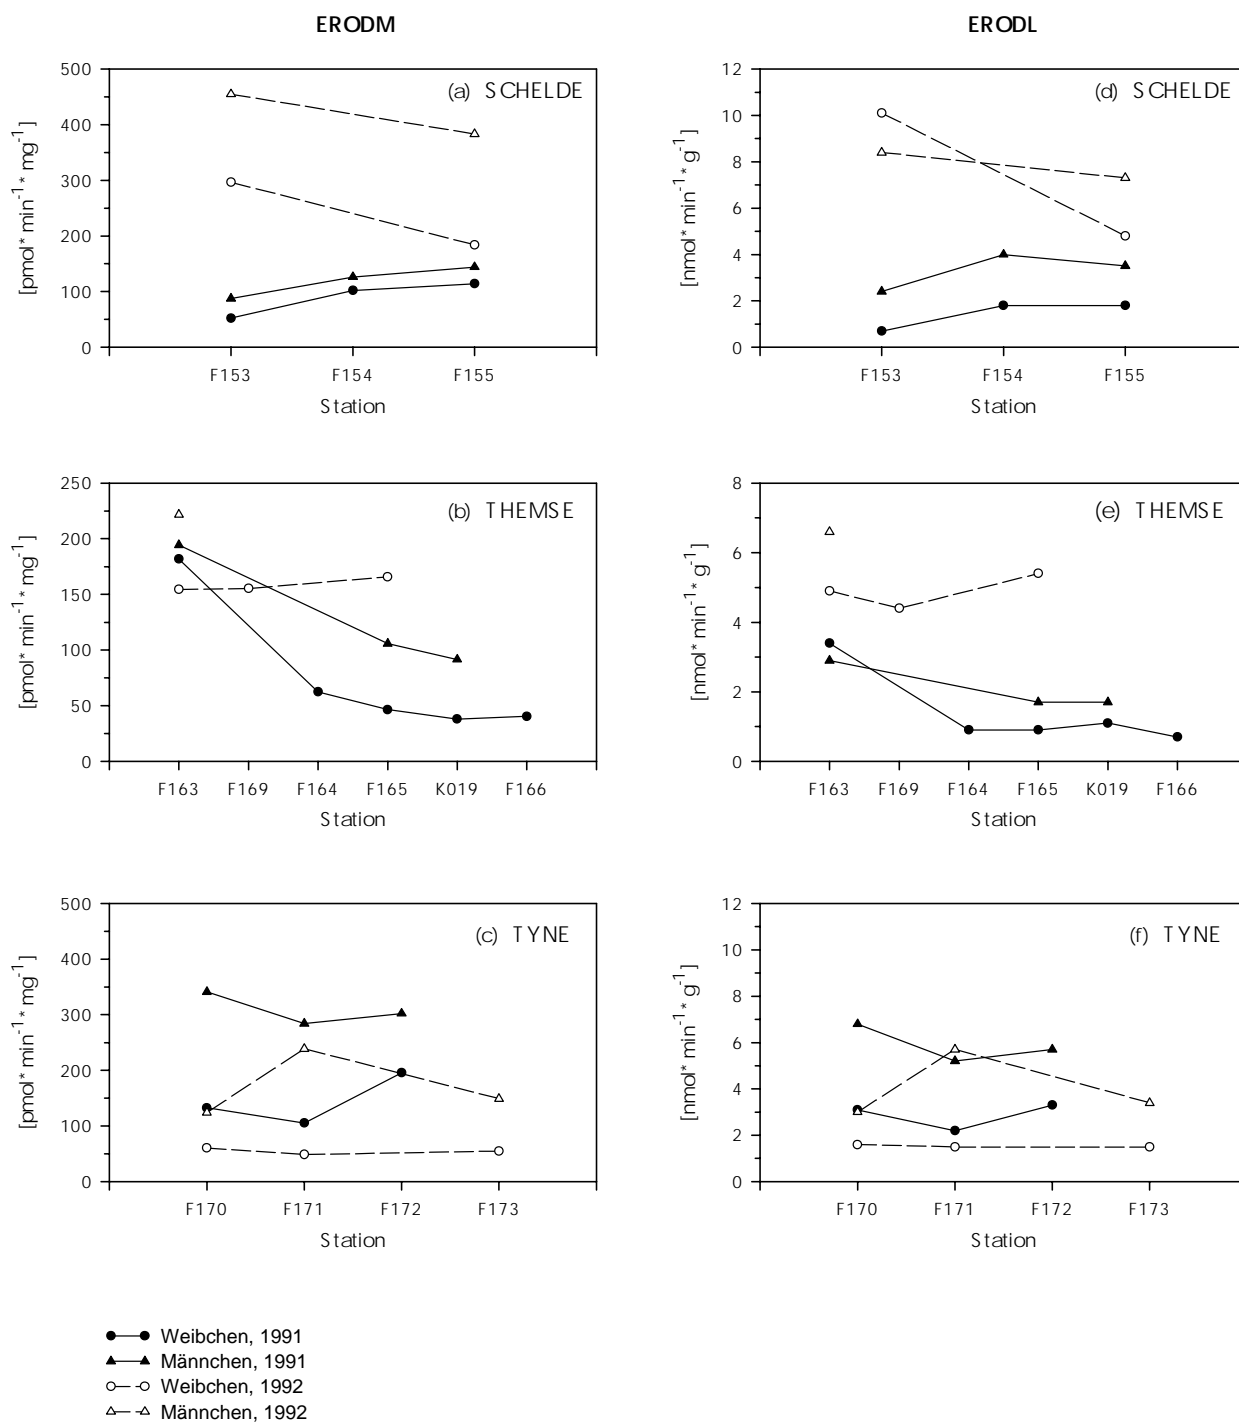 ERODM
[pmol* min⁻¹* mg⁻¹]
500
400
300
200
100
0
(a) SCHELDE
F153 F154 F155
Station
ERODL
[nmol* min⁻¹* g⁻¹]
12
10
8
6
4
2
0
(d) SCHELDE
F153 F154 F155
Station
[pmol* min⁻¹* mg⁻¹]
250
200
150
100
50
0
(b) THEMSE
F163 F169 F164 F165 K019 F166
Station
[nmol* min⁻¹* g⁻¹]
8
6
4
2
0
(e) THEMSE
F163 F169 F164 F165 K019 F166
Station
[pmol* min⁻¹* mg⁻¹]
500
400
300
200
100
0
(c) TYNE
F170 F171 F172 F173
Station
[nmol* min⁻¹* g⁻¹]
12
10
8
6
4
2
0
(f) TYNE
F170 F171 F172 F173
Station
Weibchen, 1991
Männchen, 1991
Weibchen, 1992
Männchen, 1992